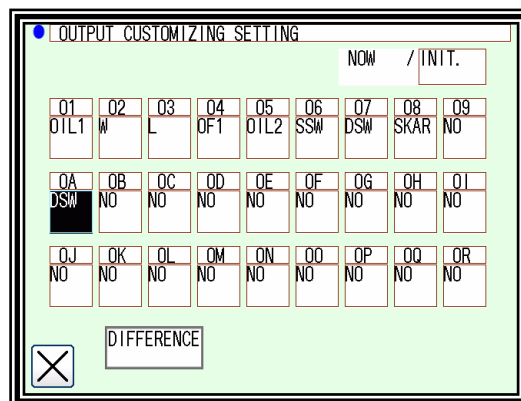 OUTPUT CUSTOMIZING SETTING
NOW / INIT.
01 02 03 04 05 06 07 08 09
OIL1 W L OF1 OIL2 SSW DSW SKAR NO
0A 0B 0C 0D 0E 0F 0G 0H 0I
DSW NO NO NO NO NO NO NO NO
0J 0K 0L 0M 0N 0O 0P 0Q 0R
NO NO NO NO NO NO NO NO NO
DIFFERENCE